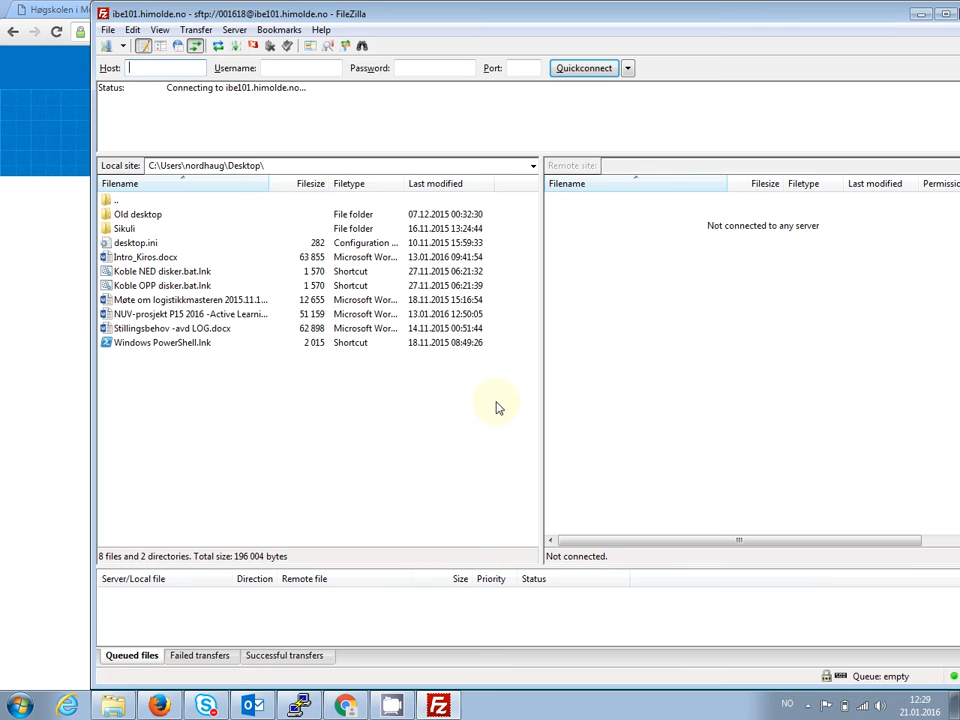 Høgskolen i M
ibe101.himolde.no - sftp://001618@ibe101.himolde.no - FileZilla
File Edit View Transfer Server Bookmarks Help
Host: Username: Password: Port: Quickconnect
Status: Connecting to ibe101.himolde.no...
Local site: C:\Users\nordhaug\Desktop\ Remote site:
Filename Filesize Filetype Last modified Filename Filesize Filetype Last modified Permissio
..
Old desktop File folder 07.12.2015 00:32:30
Not connected to any server
Sikuli File folder 16.11.2015 13:24:44
desktop.ini 282 Configuration ... 10.11.2015 15:59:33
Intro_Kiros.docx 63 855 Microsoft Wor... 13.01.2016 09:41:54
Koble NED disker.bat.lnk 1 570 Shortcut 27.11.2015 06:21:32
Koble OPP disker.bat.lnk 1 570 Shortcut 27.11.2015 06:21:39
Møte om logistikkmasteren 2015.11.1... 12 655 Microsoft Wor... 18.11.2015 15:16:54
NUV-prosjekt P15 2016 -Active Learni... 51 159 Microsoft Wor... 13.01.2016 12:50:05
Stillingsbehov -avd LOG.docx 62 898 Microsoft Wor... 14.11.2015 00:51:44
Windows PowerShell.lnk 2 015 Shortcut 18.11.2015 08:49:26
8 files and 2 directories. Total size: 196 004 bytes Not connected.
Server/Local file Direction Remote file Size Priority Status
Queued files Failed transfers Successful transfers
Queue: empty
NO 12:29
21.01.2016